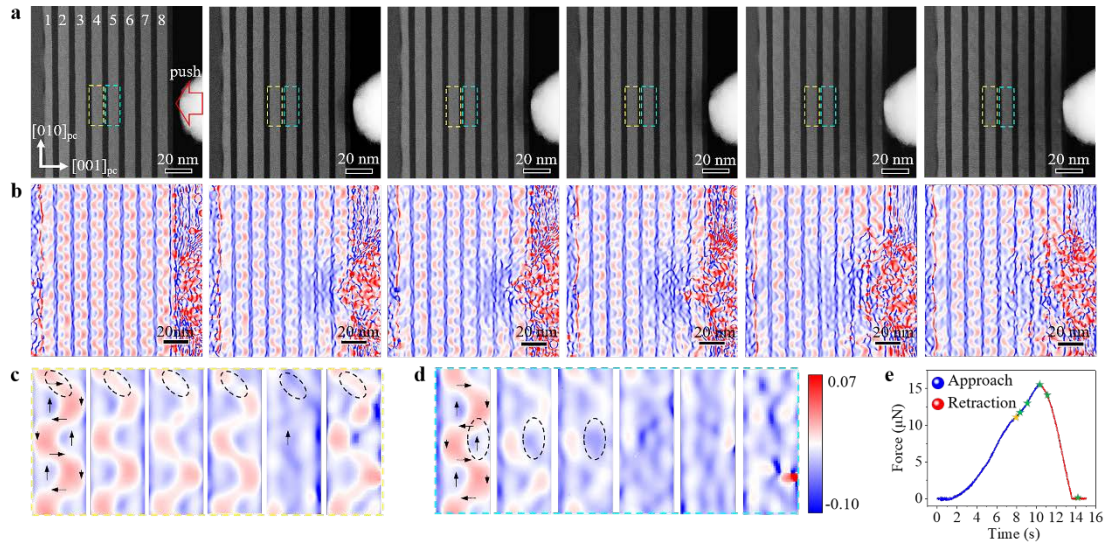 a
1 2 3 4 5 6 7 8
push
[010]pc
[001]pc
20 nm
20 nm
20 nm
20 nm
20 nm
20 nm
b
20nm
20 nm
20 nm
20 nm
20 nm
20 nm
c
d
0.07
-0.10
e
Approach
Retraction
Force (μN)
15
10
5
0
0 2 4 6 8 10 12 14 16
Time (s)